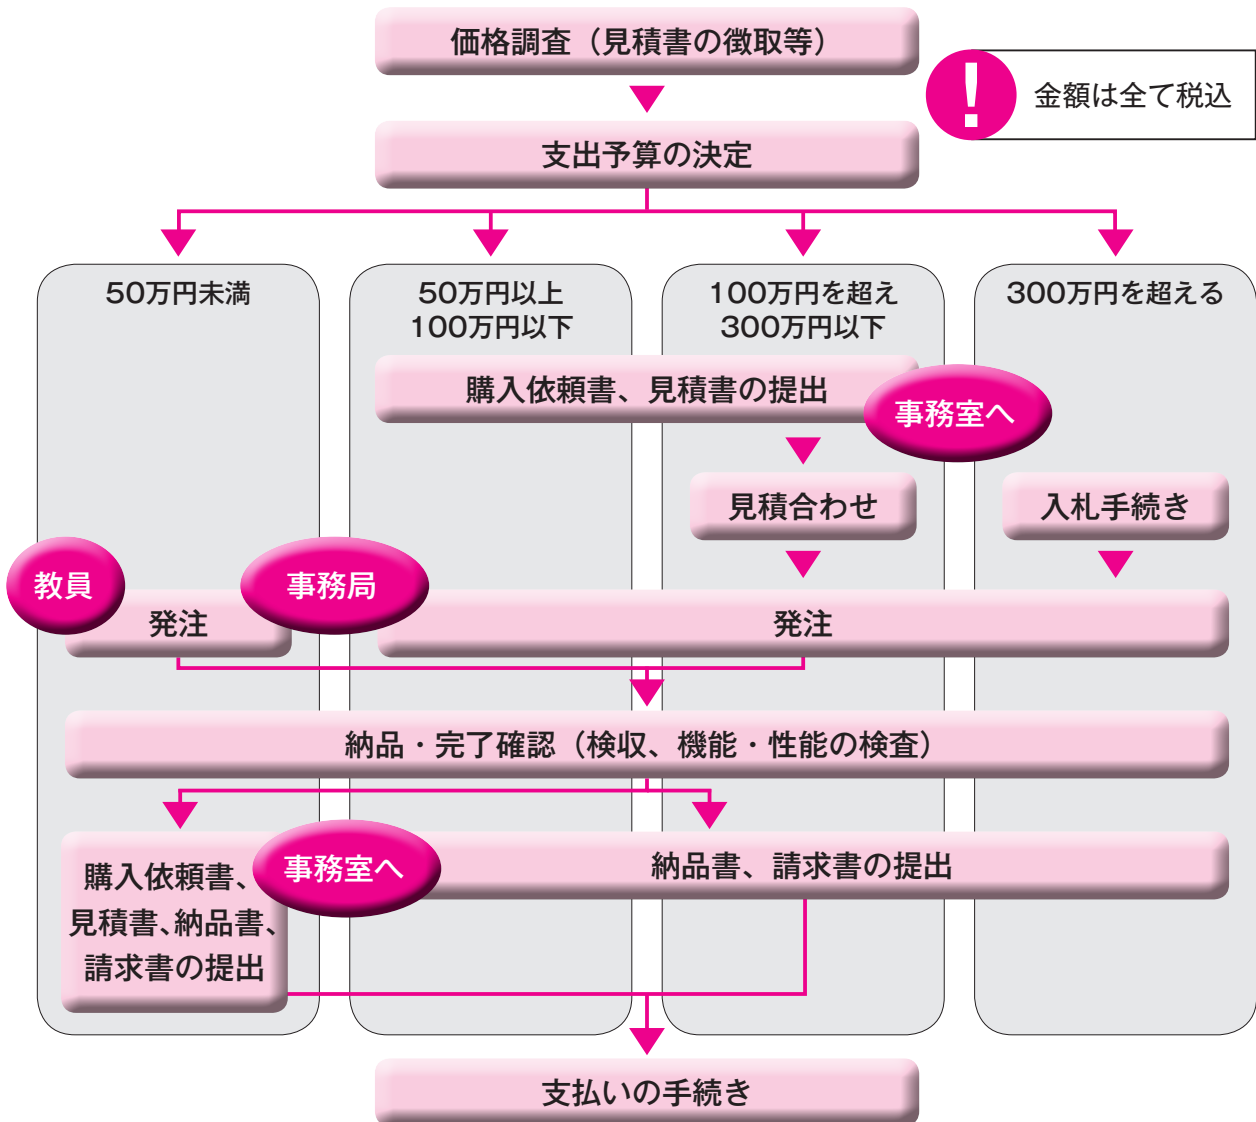 価格調査（見積書の徴取等）
！ 金額は全て税込
支出予算の決定
50万円未満
50万円以上
100万円以下
100万円を超え
300万円以下
300万円を超える
購入依頼書、見積書の提出
事務室へ
見積合わせ
入札手続き
教員
発注
事務局
発注
納品・完了確認（検収、機能・性能の検査）
購入依頼書、
見積書、納品書、
請求書の提出
事務室へ
納品書、請求書の提出
支払いの手続き